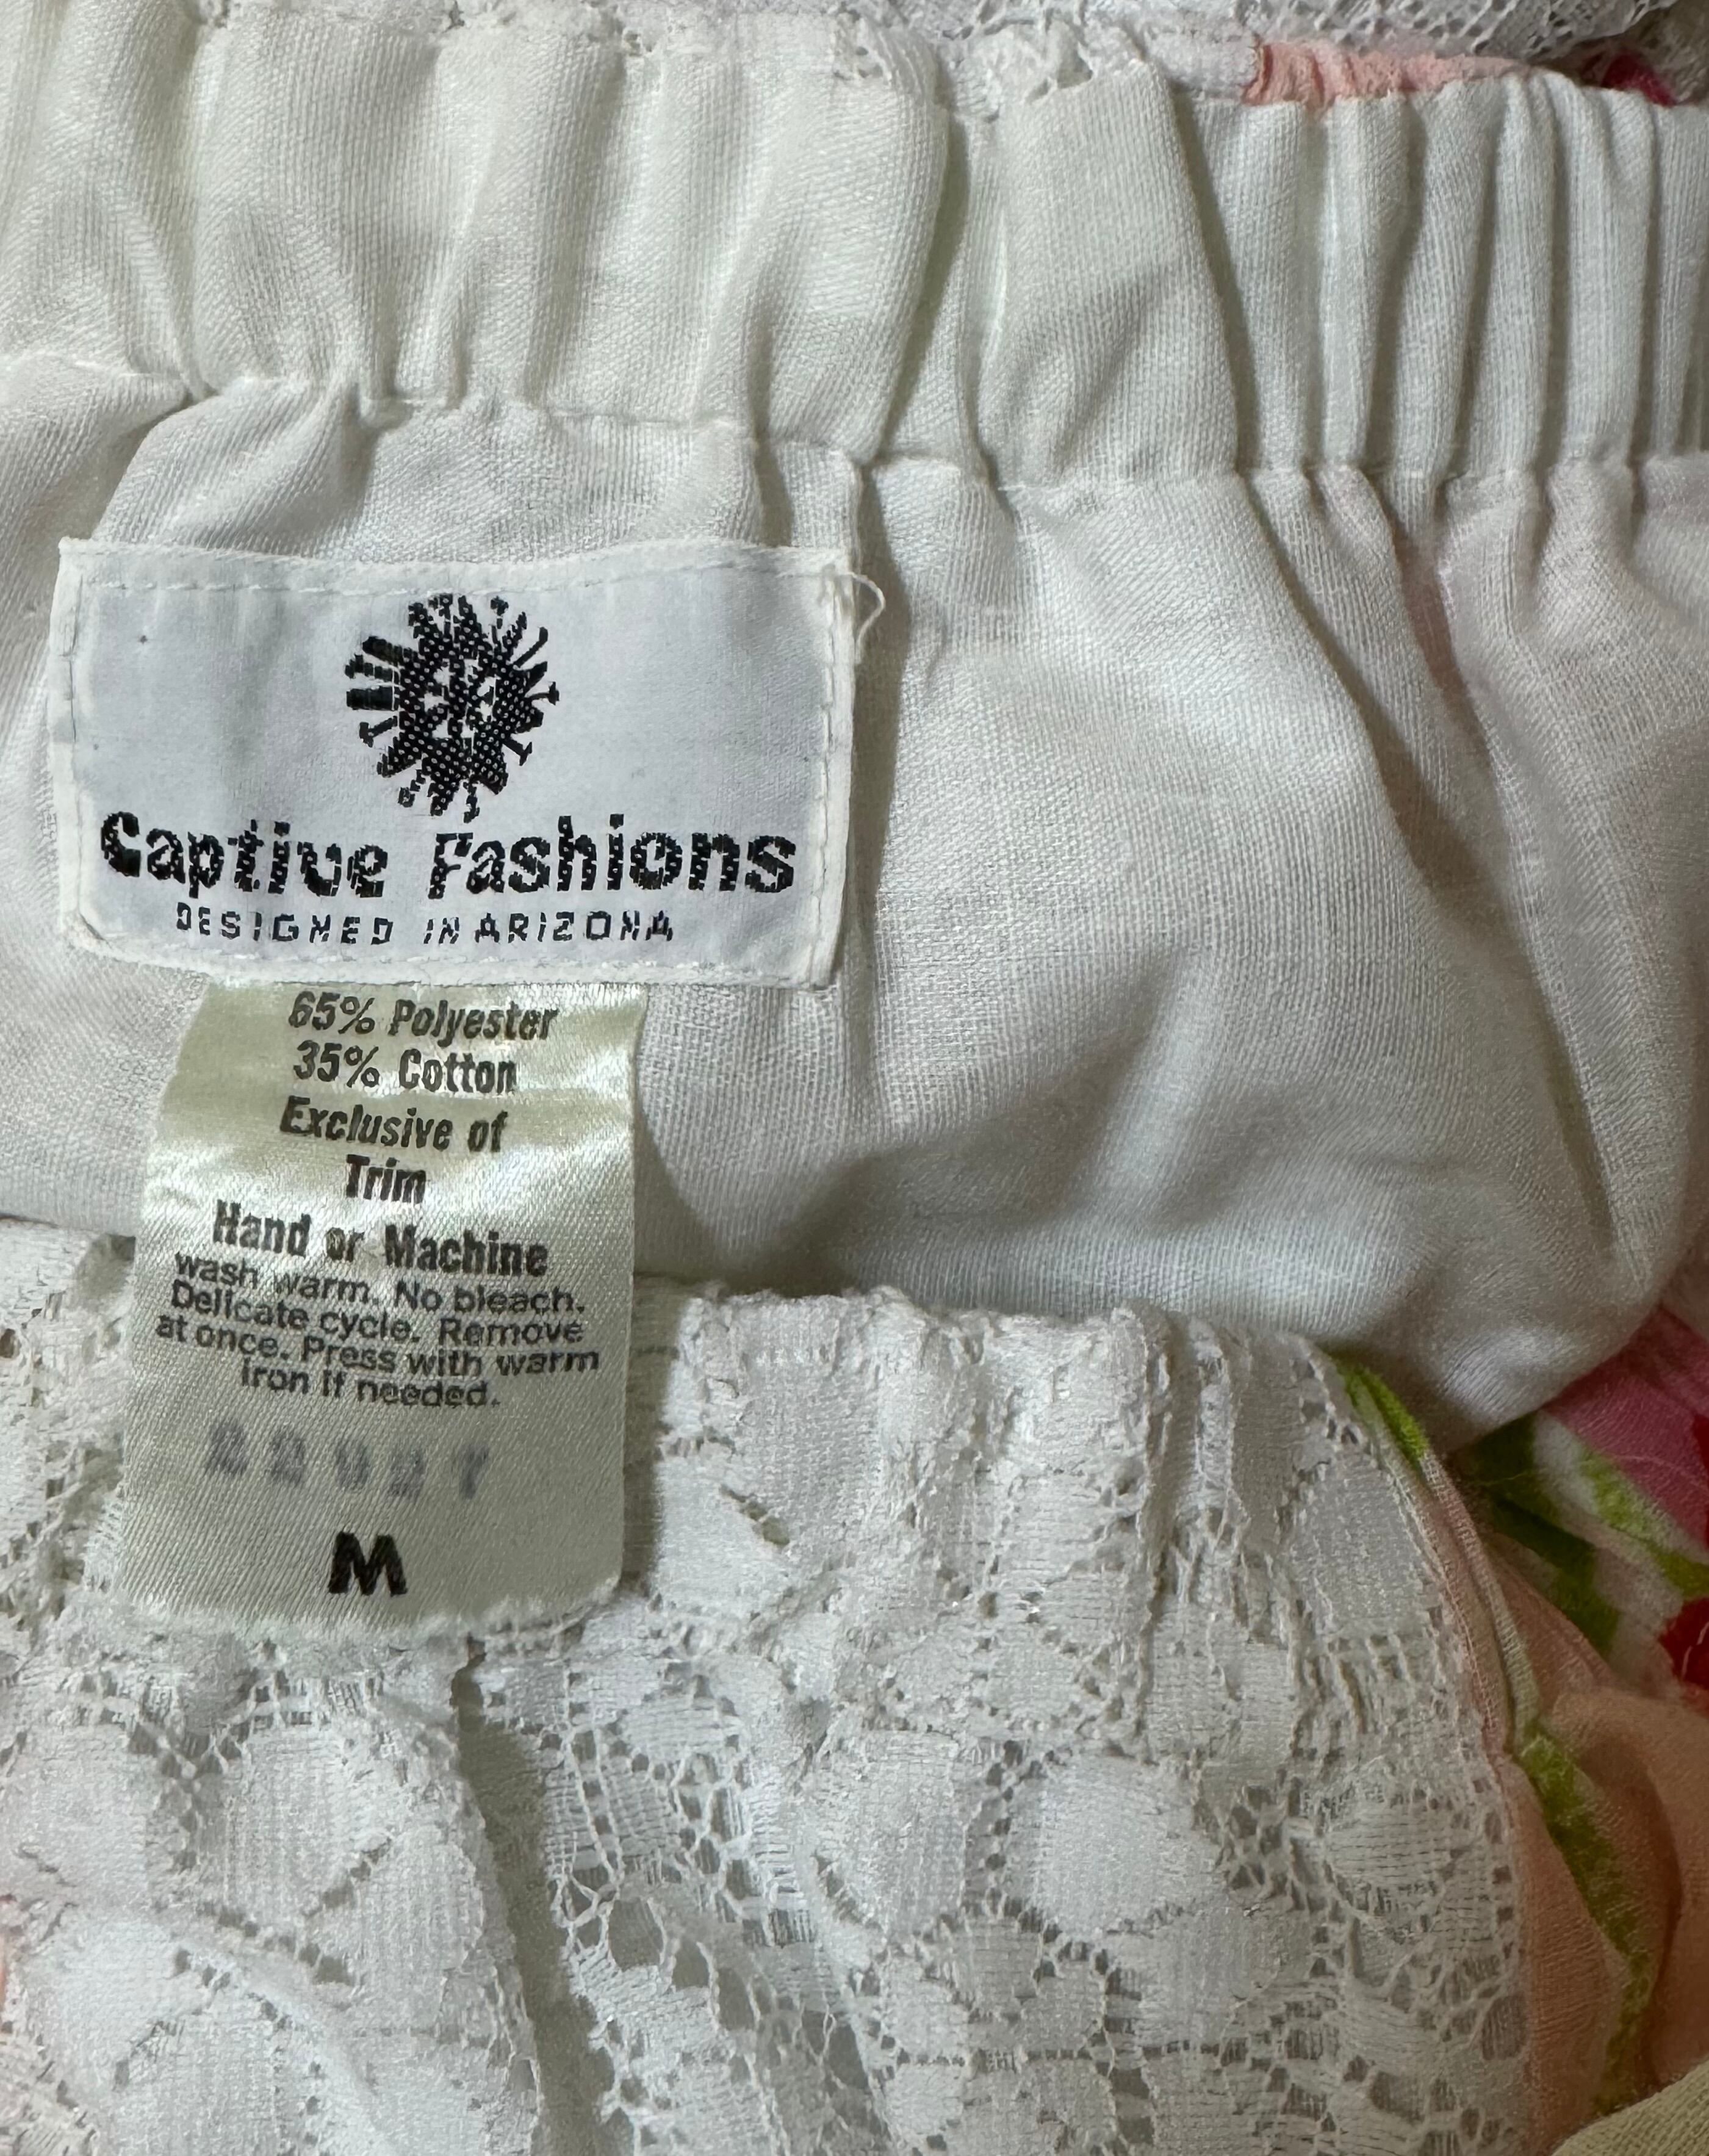 Captive Fashions
DESIGNED IN ARIZONA
65% Polyester
35% Cotton
Exclusive of
Trim
Hand or Machine
wash warm. No bleach.
Delicate cycle. Remove
at once. Press with warm
iron if needed.
M